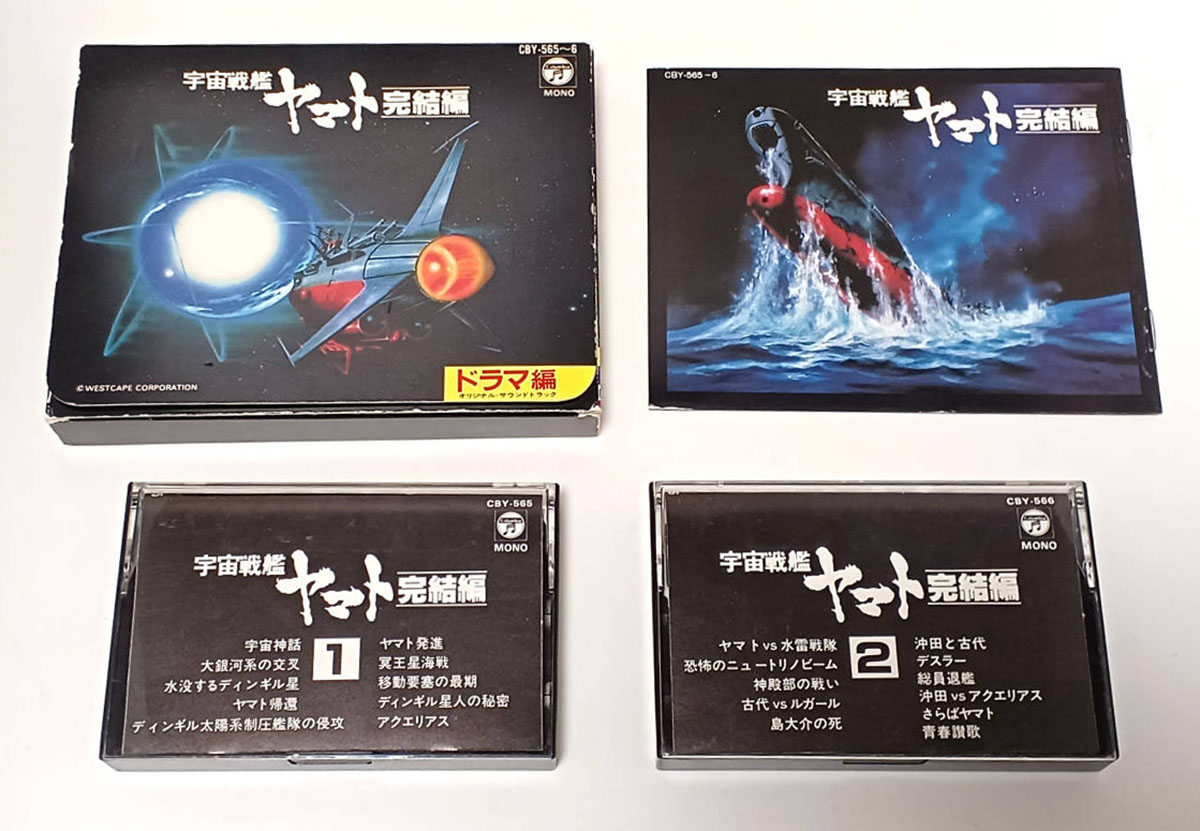 CBY-565～6
宇宙戦艦 ヤマト 完結編
Columbia
MONO
© WESTCAPE CORPORATION
ドラマ編
オリジナル・サウンドトラック
CBY-565～6
宇宙戦艦 ヤマト 完結編
CBY-565
Columbia
MONO
宇宙戦艦 ヤマト 完結編
1
宇宙神話
大銀河系の交叉
水没するディンギル星
ヤマト帰還
ディンギル太陽系制圧艦隊の侵攻
ヤマト発進
冥王星海戦
移動要塞の最期
ディンギル星人の秘密
アクエリアス
CBY-566
Columbia
MONO
宇宙戦艦 ヤマト 完結編
2
ヤマトvs水雷戦隊
恐怖のニュートリノビーム
神殿部の戦い
古代vsルガール
島大介の死
沖田と古代
デスラー
総員退艦
沖田vsアクエリアス
さらばヤマト
青春讃歌